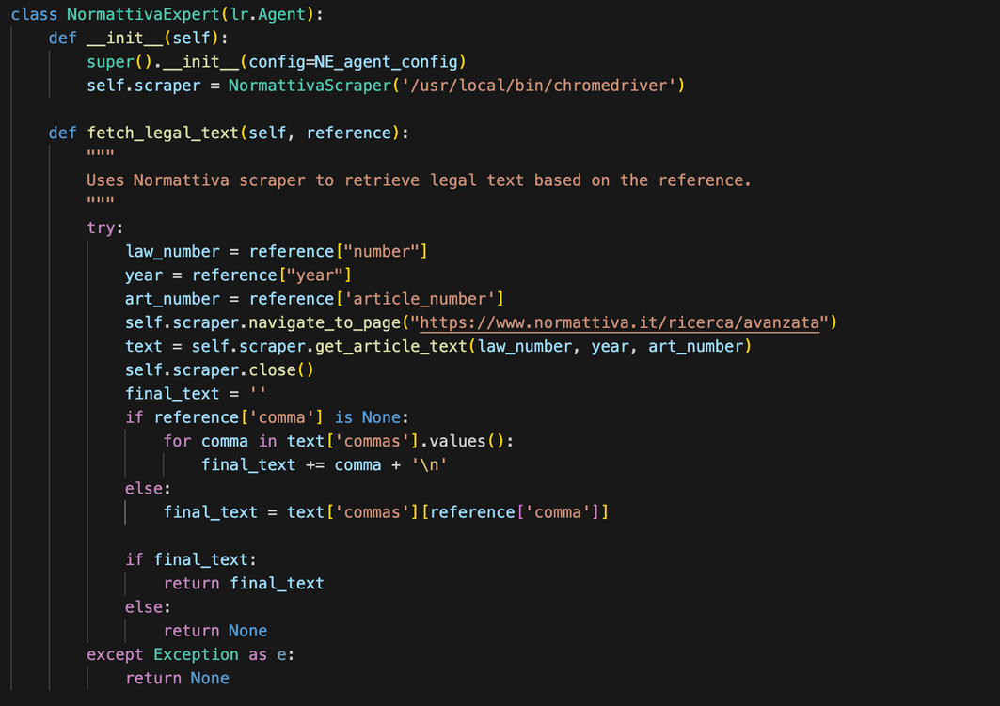 class NormattivaExpert(lr.Agent):
    def __init__(self):
        super().__init__(config=NE_agent_config)
        self.scraper = NormattivaScraper('/usr/local/bin/chromedriver')

    def fetch_legal_text(self, reference):
        """
        Uses Normattiva scraper to retrieve legal text based on the reference.
        """
        try:
            law_number = reference["number"]
            year = reference["year"]
            art_number = reference['article_number']
            self.scraper.navigate_to_page("https://www.normattiva.it/ricerca/avanzata")
            text = self.scraper.get_article_text(law_number, year, art_number)
            self.scraper.close()
            final_text = ''
            if reference['comma'] is None:
                for comma in text['commas'].values():
                    final_text += comma + '\n'
            else:
                final_text = text['commas'][reference['comma']]

            if final_text:
                return final_text
            else:
                return None
        except Exception as e:
            return None